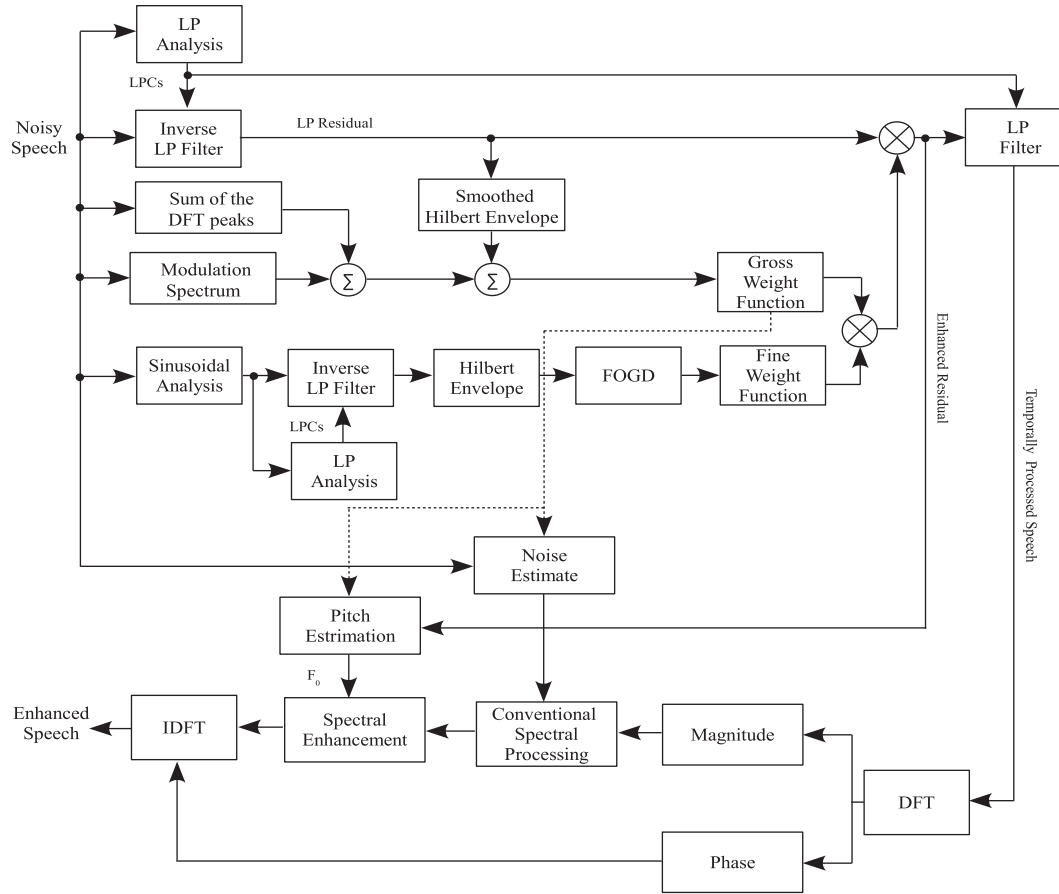 LP
Analysis
LPCs
Noisy
Speech
Inverse
LP Filter
LP Residual
LP
Filter
Sum of the
DFT peaks
Smoothed
Hilbert Envelope
Modulation
Spectrum
Σ
Σ
Gross
Weight
Function
Sinusoidal
Analysis
Inverse
LP Filter
Hilbert
Envelope
FOGD
Fine
Weight
Function
LPCs
LP
Analysis
Enhanced Residual
Temporally Processed Speech
Noise
Estimate
Pitch
Estrimation
F₀
Enhanced
Speech
IDFT
Spectral
Enhancement
Conventional
Spectral
Processing
Magnitude
DFT
Phase